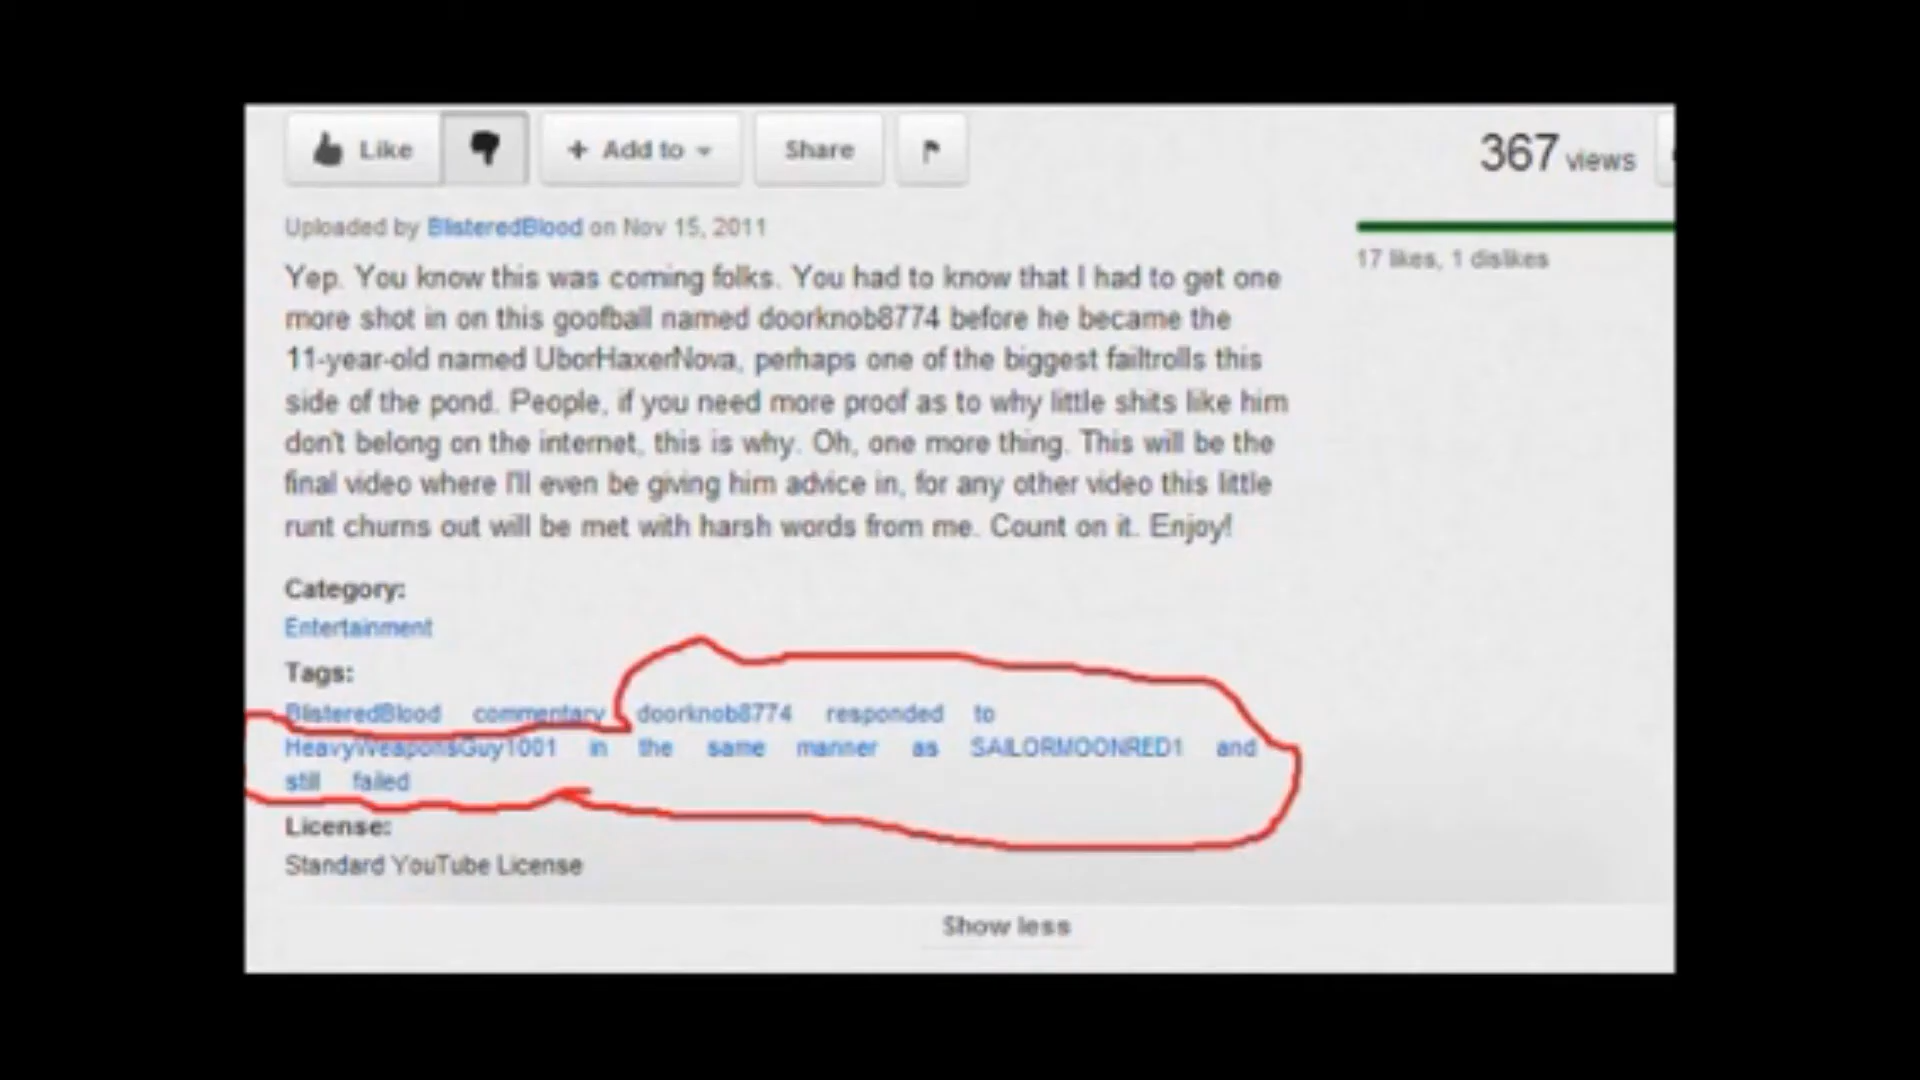 Like
+ Add to
Share
367 views
Uploaded by BlisteredBlood on Nov 15, 2011
17 likes, 1 dislikes
Yep. You know this was coming folks. You had to know that I had to get one
more shot in on this goofball named doorknob8774 before he became the
11-year-old named UborHaxerNova, perhaps one of the biggest failtrolls this
side of the pond. People, if you need more proof as to why little shits like him
don't belong on the internet, this is why. Oh, one more thing. This will be the
final video where I'll even be giving him advice in, for any other video this little
runt churns out will be met with harsh words from me. Count on it. Enjoy!
Category:
Entertainment
Tags:
BlisteredBlood commentary doorknob8774 responded to
HeavyWeaponsGuy1001 in the same manner as SAILORMOONRED1 and
still failed
License:
Standard YouTube License
Show less